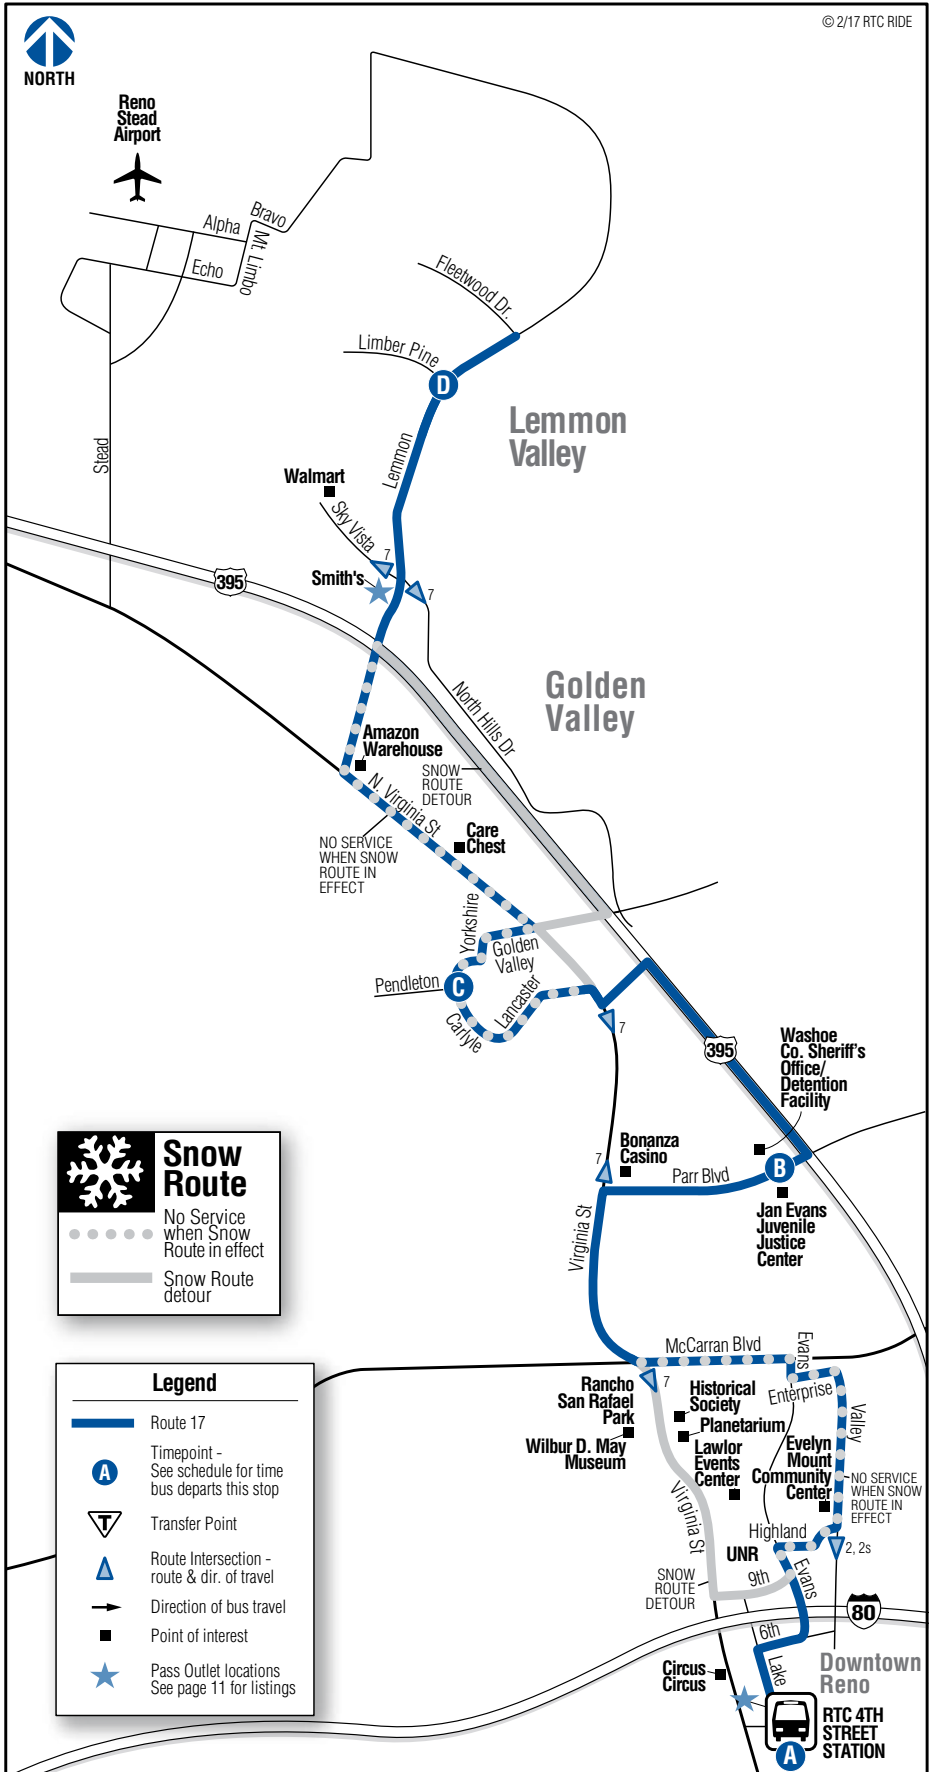 © 2/17 RTC RIDE
NORTH
Reno
Stead
Airport
Alpha
Bravo
Mt. Limbo
Echo
Stead
Fleetwood Dr.
Limber Pine
D
Lemmon
Valley
Lemmon
Walmart
Sky Vista
7
Smith's
7
395
Golden
Valley
North Hills Dr
Amazon
Warehouse
SNOW
ROUTE
DETOUR
N. Virginia St
NO SERVICE
WHEN SNOW
ROUTE IN
EFFECT
Care
Chest
Yorkshire
Golden
Valley
Pendleton
C
Lancaster
Carlyle
7
395
Washoe
Co. Sheriff's
Office/
Detention
Facility
Bonanza
Casino
7
Parr Blvd
B
Jan Evans
Juvenile
Justice
Center
Virginia St
Snow
Route
No Service
when Snow
Route in effect
Snow Route
detour
McCarran Blvd
Evans
Enterprise
Valley
7
Rancho
San Rafael
Park
Historical
Society
Planetarium
Wilbur D. May
Museum
Lawlor
Events
Center
Evelyn
Mount
Community
Center
NO SERVICE
WHEN SNOW
ROUTE IN
EFFECT
Virginia St
Highland
2, 2s
UNR
Evans
9th
SNOW
ROUTE
DETOUR
80
6th
Lake
Circus
Circus
Downtown
Reno
RTC 4TH
STREET
STATION
A
Legend
Route 17
A
Timepoint -
See schedule for time
bus departs this stop
T
Transfer Point
Route Intersection -
route & dir. of travel
Direction of bus travel
Point of interest
Pass Outlet locations
See page 11 for listings